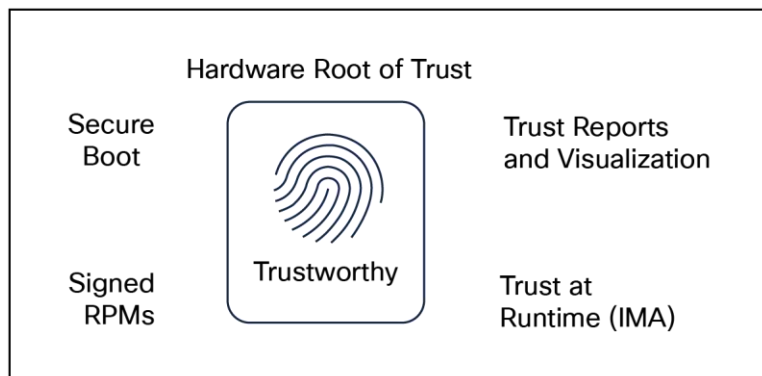 Hardware Root of Trust
Secure
Boot
Trust Reports
and Visualization
Trustworthy
Signed
RPMs
Trust at
Runtime (IMA)